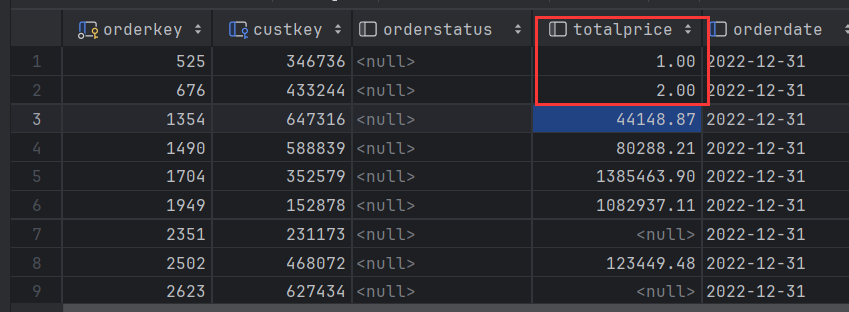 orderkey custkey orderstatus totalprice orderdate
1 525 346736 <null> 1.00 2022-12-31
2 676 433244 <null> 2.00 2022-12-31
3 1354 647316 <null> 44148.87 2022-12-31
4 1490 588839 <null> 80288.21 2022-12-31
5 1704 352579 <null> 1385463.90 2022-12-31
6 1949 152878 <null> 1082937.11 2022-12-31
7 2351 231173 <null> <null> 2022-12-31
8 2502 468072 <null> 123449.48 2022-12-31
9 2623 627434 <null> <null> 2022-12-31